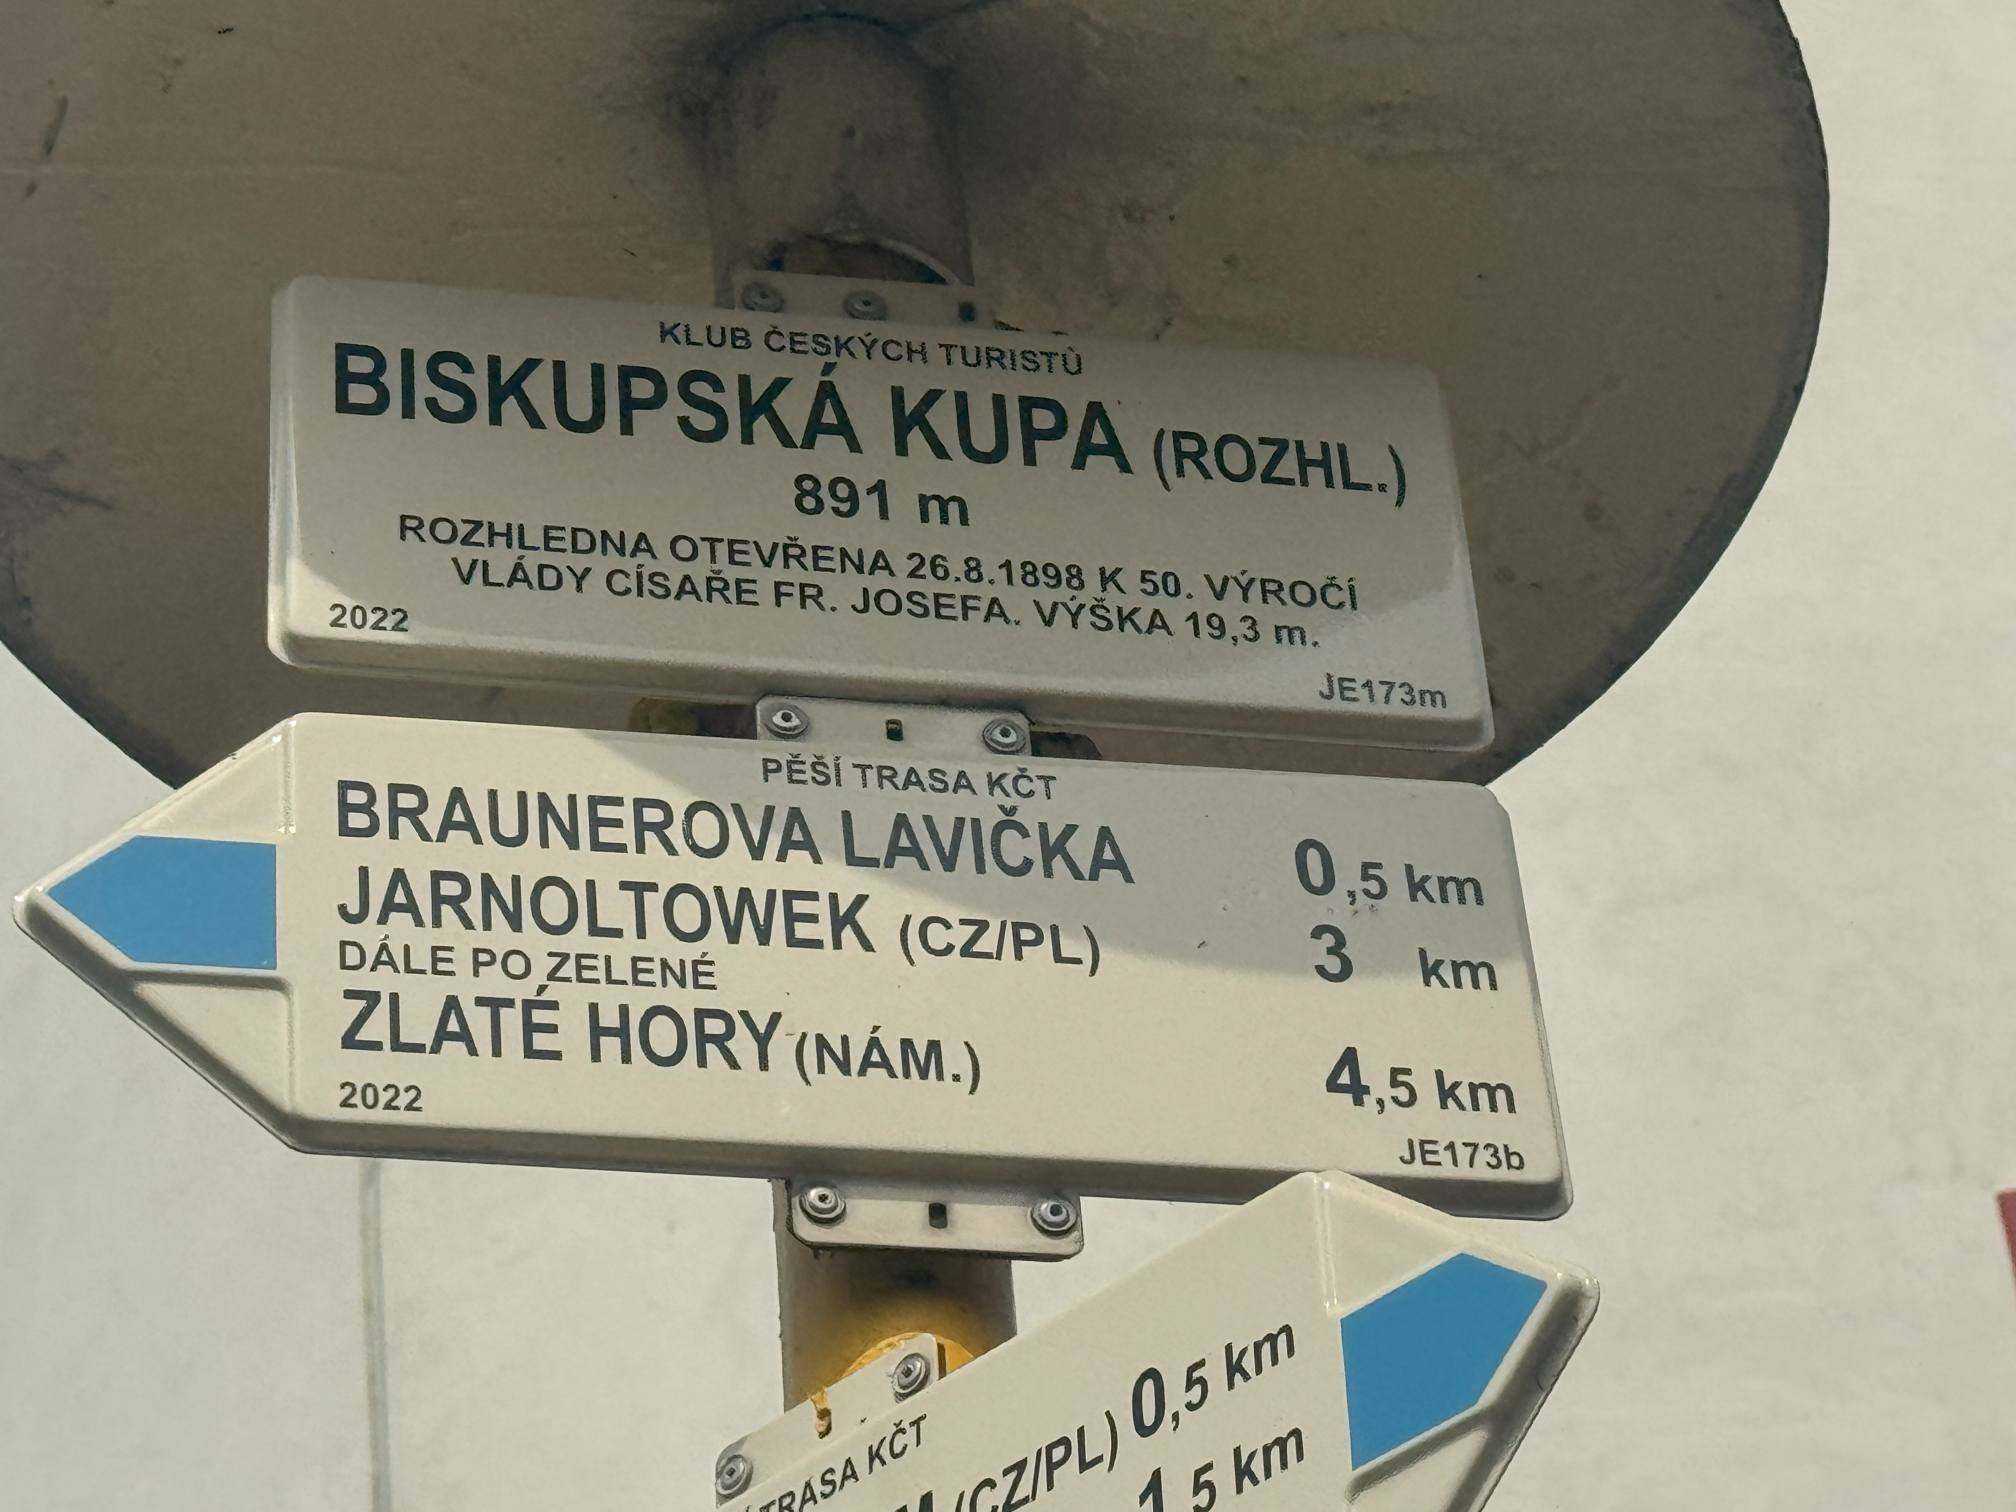 KLUB ČESKÝCH TURISTŮ
BISKUPSKÁ KUPA (ROZHL.)
891 m
ROZHLEDNA OTEVŘENA 26.8.1898 K 50. VÝROČÍ
VLÁDY CÍSAŘE FR. JOSEFA. VÝŠKA 19,3 m.
2022
JE173m
PĚŠÍ TRASA KČT
BRAUNEROVA LAVIČKA 0,5 km
JARNOLTOWEK (CZ/PL) 3 km
DÁLE PO ZELENÉ
ZLATÉ HORY (NÁM.) 4,5 km
2022
JE173b
TRASA KČT
(CZ/PL) 0,5 km
1,5 km